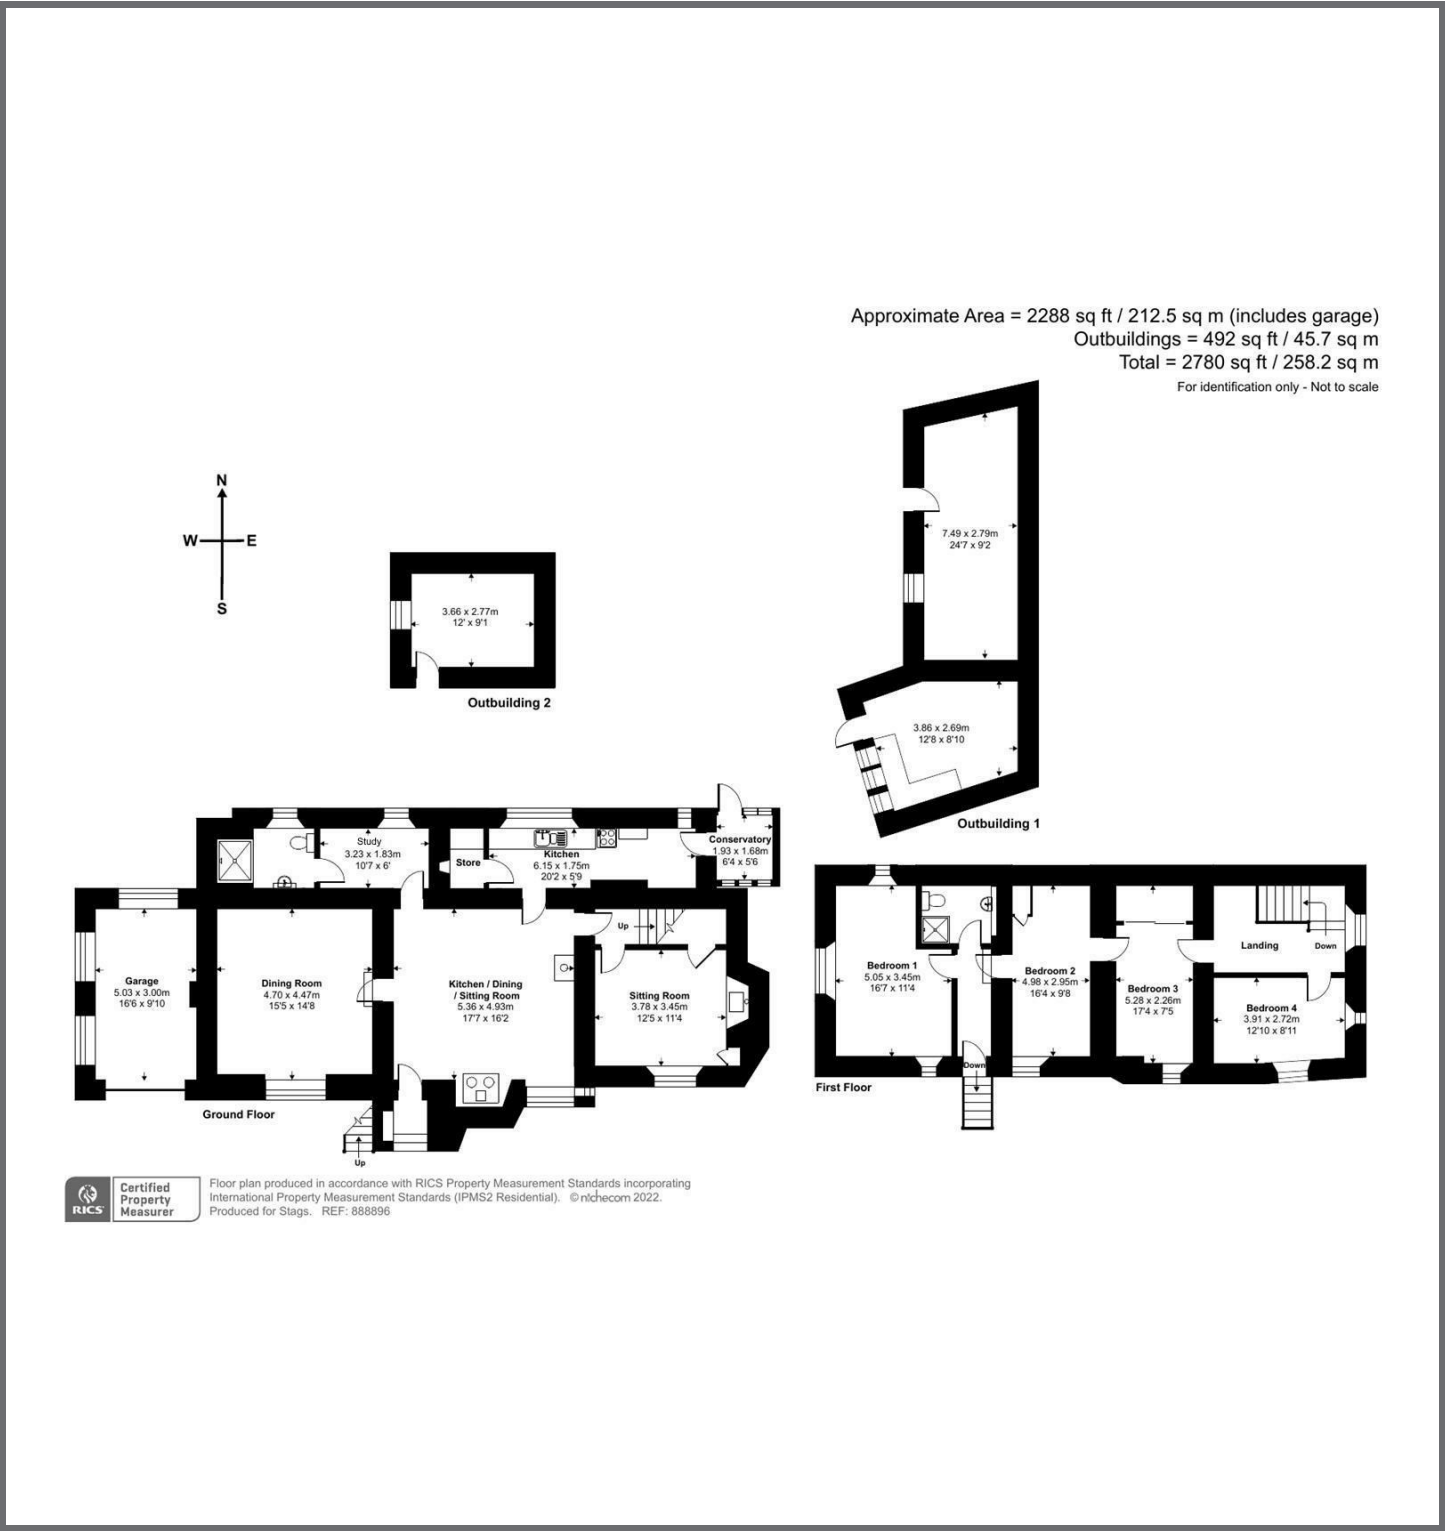 Approximate Area = 2288 sq ft / 212.5 sq m (includes garage)
Outbuildings = 492 sq ft / 45.7 sq m
Total = 2780 sq ft / 258.2 sq m
For identification only - Not to scale
N
W E
S
7.49 x 2.79m
24'7 x 9'2
3.66 x 2.77m
12' x 9'1
Outbuilding 2
3.86 x 2.69m
12'8 x 8'10
Outbuilding 1
Study
3.23 x 1.83m
10'7 x 6'
Store
Kitchen
6.15 x 1.75m
20'2 x 5'9
Conservatory
1.93 x 1.68m
6'4 x 5'6
Garage
5.03 x 3.00m
16'6 x 9'10
Dining Room
4.70 x 4.47m
15'5 x 14'8
Kitchen / Dining
/ Sitting Room
5.36 x 4.93m
17'7 x 16'2
Up
Sitting Room
3.78 x 3.45m
12'5 x 11'4
Ground Floor
Up
Bedroom 1
5.05 x 3.45m
16'7 x 11'4
Bedroom 2
4.98 x 2.95m
16'4 x 9'8
Bedroom 3
5.28 x 2.26m
17'4 x 7'5
Landing
Down
Bedroom 4
3.91 x 2.72m
12'10 x 8'11
Down
First Floor
RICS
Certified
Property
Measurer
Floor plan produced in accordance with RICS Property Measurement Standards incorporating
International Property Measurement Standards (IPMS2 Residential). © nichecom 2022.
Produced for Stags. REF: 888896